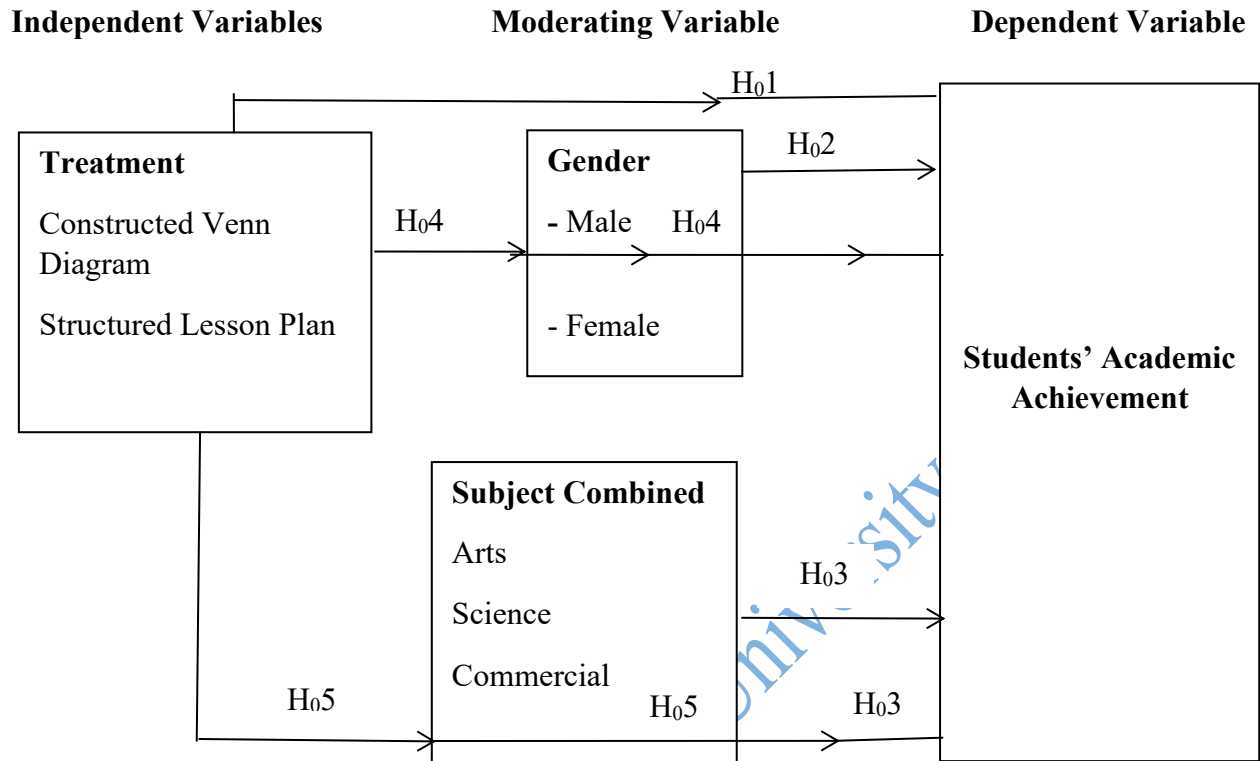 Independent Variables Moderating Variable Dependent Variable
H₀1
Treatment
Constructed Venn
Diagram
Structured Lesson Plan
H₀4
Gender
- Male H₀4
- Female
H₀2
Students’ Academic
Achievement
Subject Combined
Arts
Science
Commercial
H₀3
H₀5
H₀5
H₀3
University